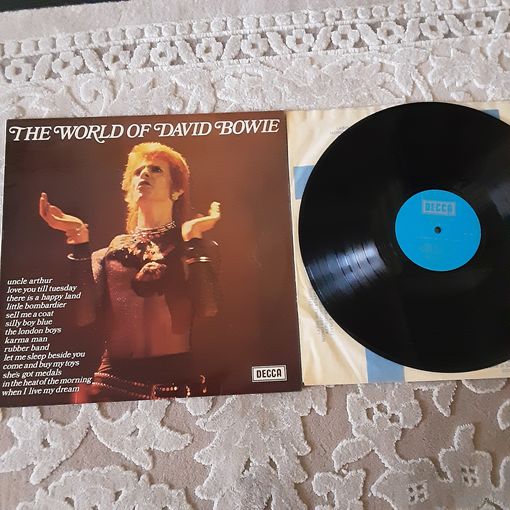 THE WORLD OF DAVID BOWIE
uncle arthur
love you till tuesday
there is a happy land
little bombardier
sell me a coat
silly boy blue
the london boys
karma man
rubber band
let me sleep beside you
come and buy my toys
she's got medals
in the heat of the morning
when I live my dream
DECCA
DECCA